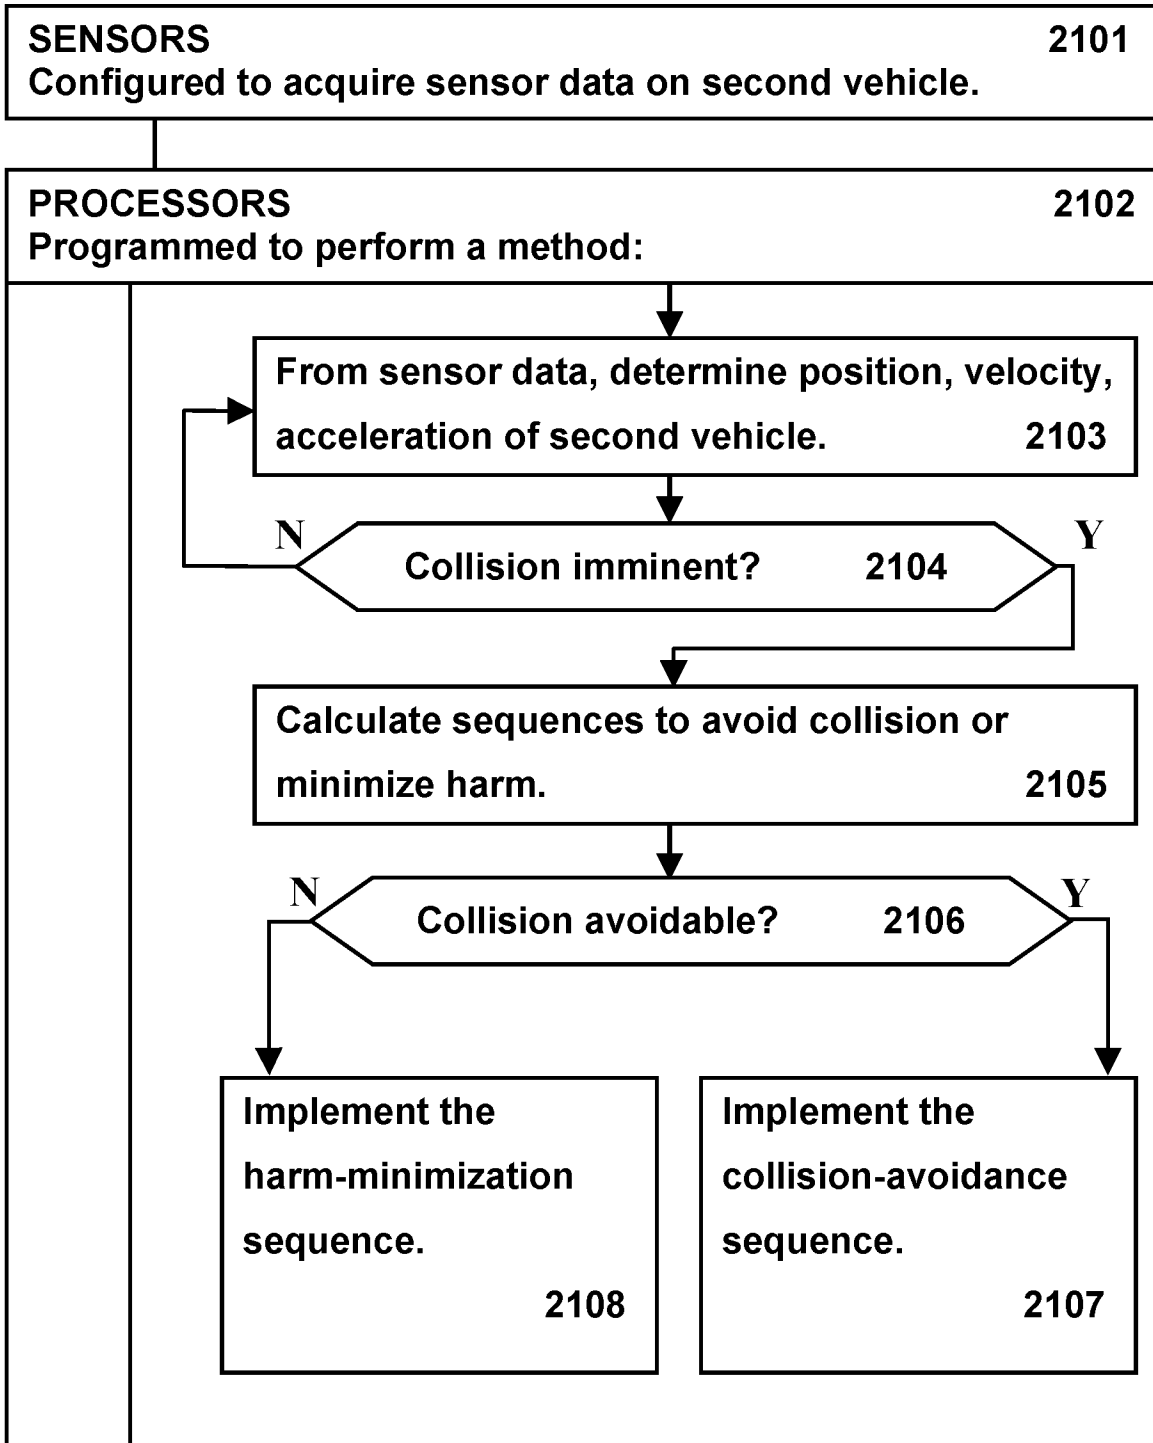 SENSORS 2101
Configured to acquire sensor data on second vehicle.
PROCESSORS 2102
Programmed to perform a method:
From sensor data, determine position, velocity,
acceleration of second vehicle. 2103
N Y
Collision imminent? 2104
Calculate sequences to avoid collision or
minimize harm. 2105
N Y
Collision avoidable? 2106
Implement the
harm-minimization
sequence.
2108
Implement the
collision-avoidance
sequence.
2107